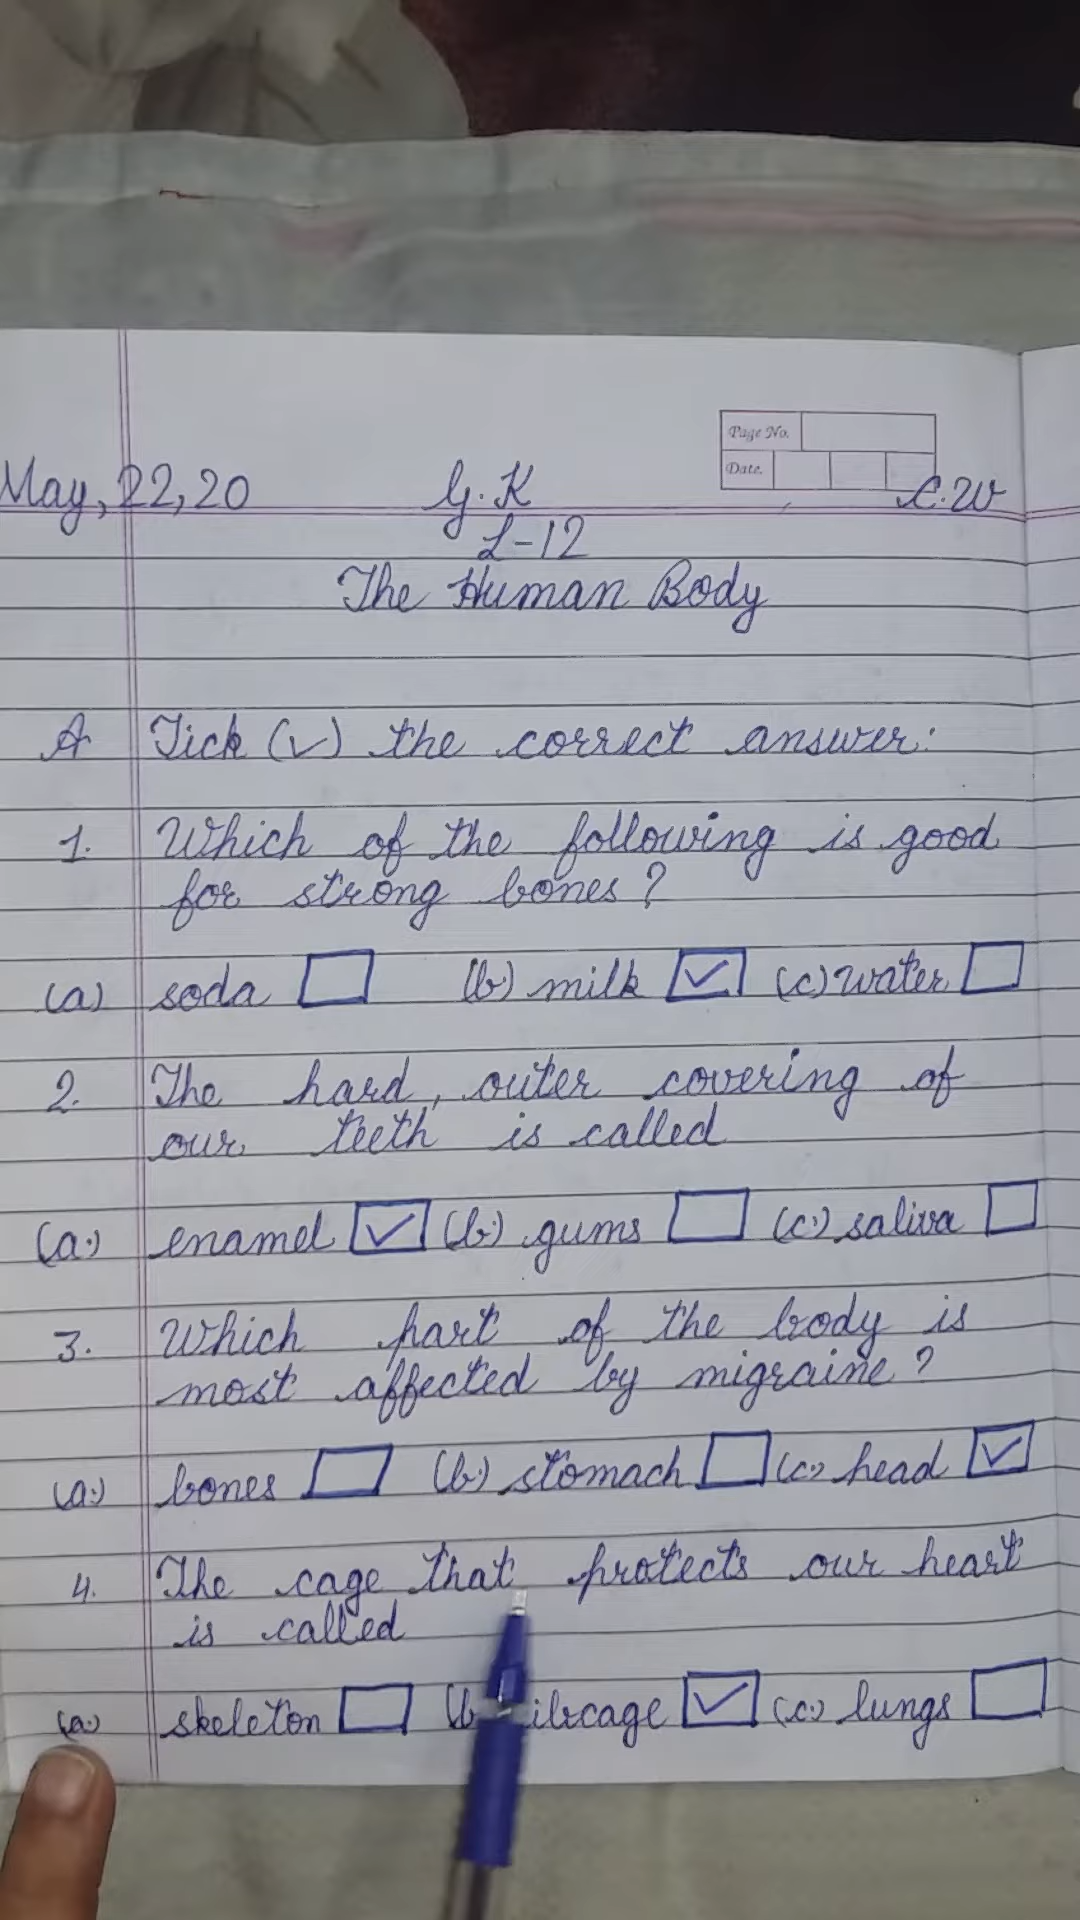 Page No.
Date.
May, 22, 20 G.K C.W
L-12
The Human Body
A Tick (✓) the correct answer:
1. Which of the following is good
for strong bones?
(a) soda ☐ (b) milk ☑ (c) water ☐
2. The hard, outer covering of
our teeth is called
(a.) enamel ☑ (b.) gums ☐ (c.) saliva ☐
3. Which part of the body is
most affected by migraine?
(a.) bones ☐ (b.) stomach ☐ (c.) head ☑
4. The cage that protects our heart
is called
(a.) skeleton ☐ (b ibcage ☑ (c.) lungs ☐